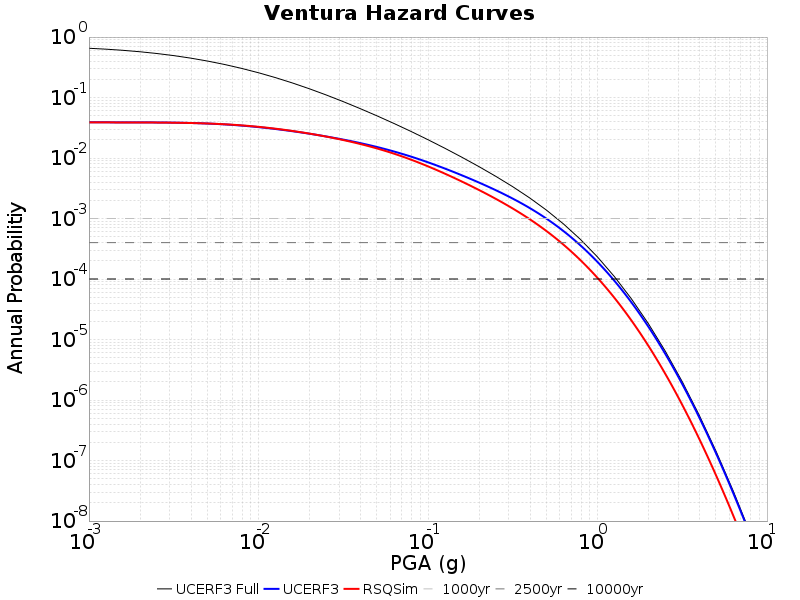 Ventura Hazard Curves
10^0
10^-1
10^-2
10^-3
10^-4
10^-5
10^-6
10^-7
10^-8
Annual Probabilitiy
10^-3 10^-2 10^-1 10^0 10^1
PGA (g)
UCERF3 Full UCERF3 RSQSim 1000yr 2500yr 10000yr